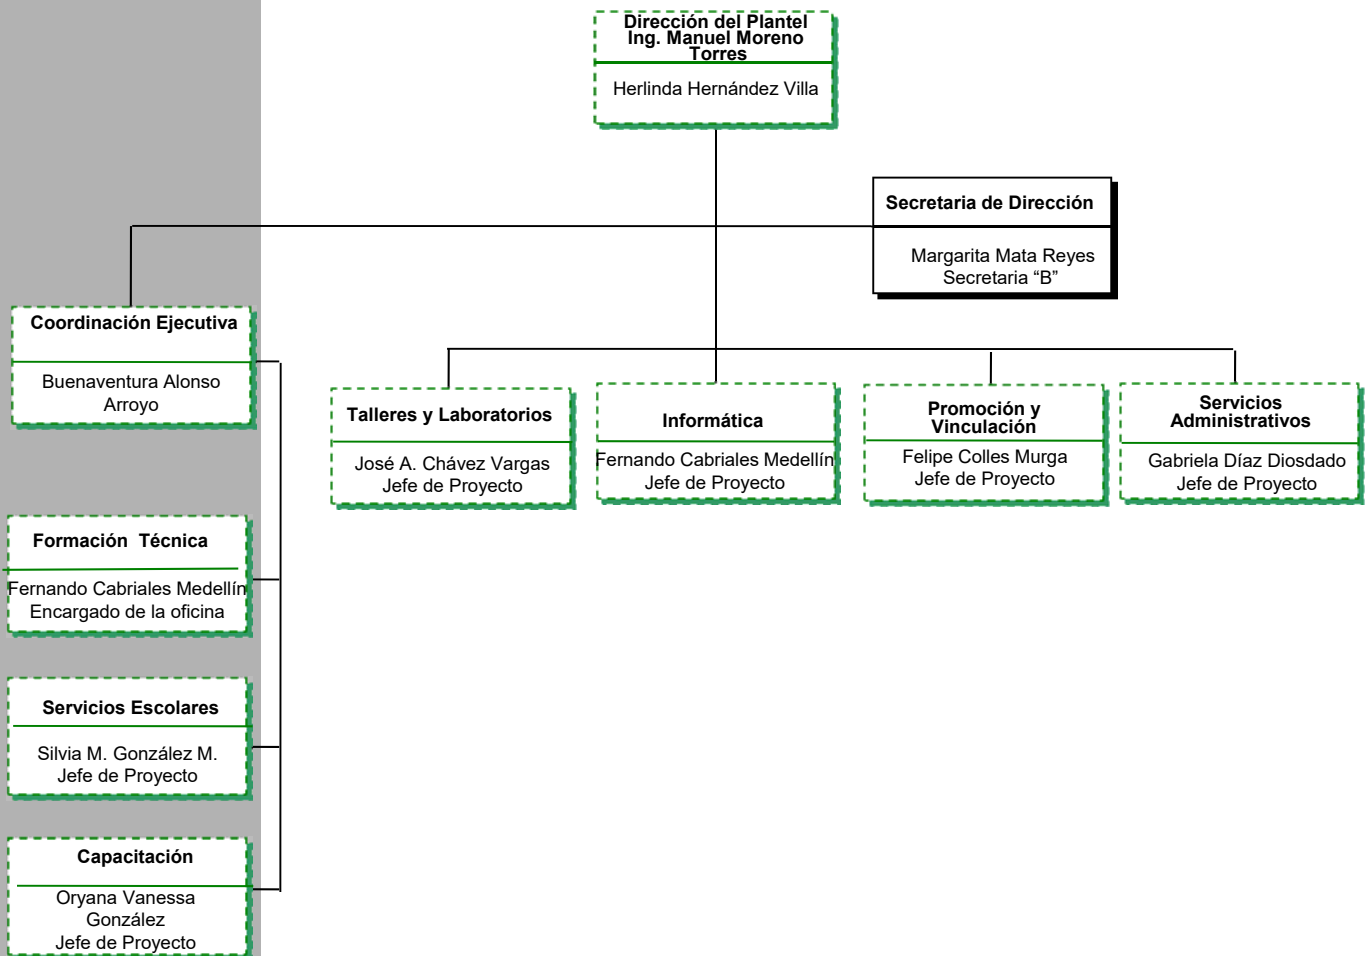 Dirección del Plantel
Ing. Manuel Moreno
Torres
Herlinda Hernández Villa
Secretaria de Dirección
Margarita Mata Reyes
Secretaria “B”
Coordinación Ejecutiva
Buenaventura Alonso
Arroyo
Talleres y Laboratorios
José A. Chávez Vargas
Jefe de Proyecto
Informática
Fernando Cabriales Medellín
Jefe de Proyecto
Promoción y
Vinculación
Felipe Colles Murga
Jefe de Proyecto
Servicios
Administrativos
Gabriela Díaz Diosdado
Jefe de Proyecto
Formación Técnica
Fernando Cabriales Medellín
Encargado de la oficina
Servicios Escolares
Silvia M. González M.
Jefe de Proyecto
Capacitación
Oryana Vanessa
González
Jefe de Proyecto